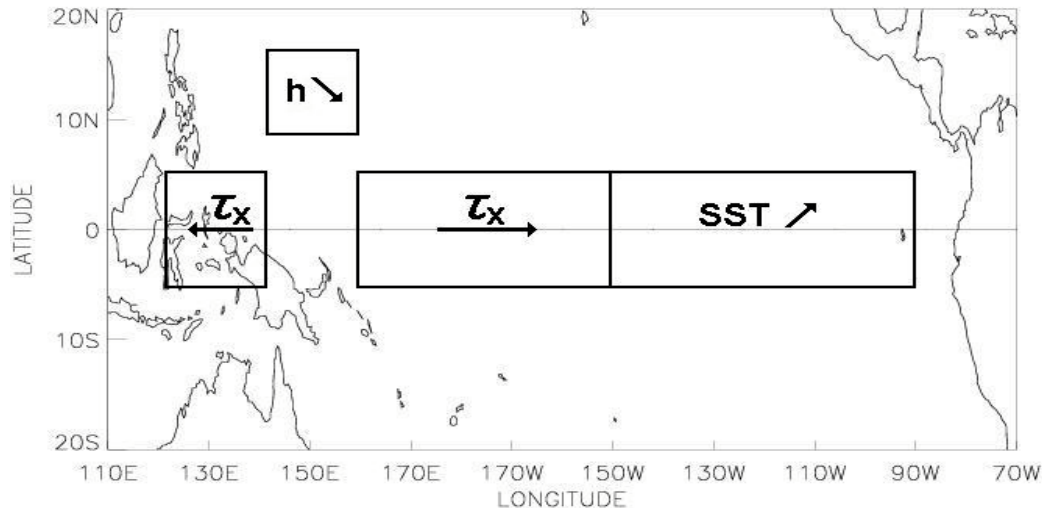 20N
h ↘
10N
τx τx SST ↗
0
10S
20S
110E 130E 150E 170E 170W 150W 130W 110W 90W 70W
LONGITUDE
LATITUDE